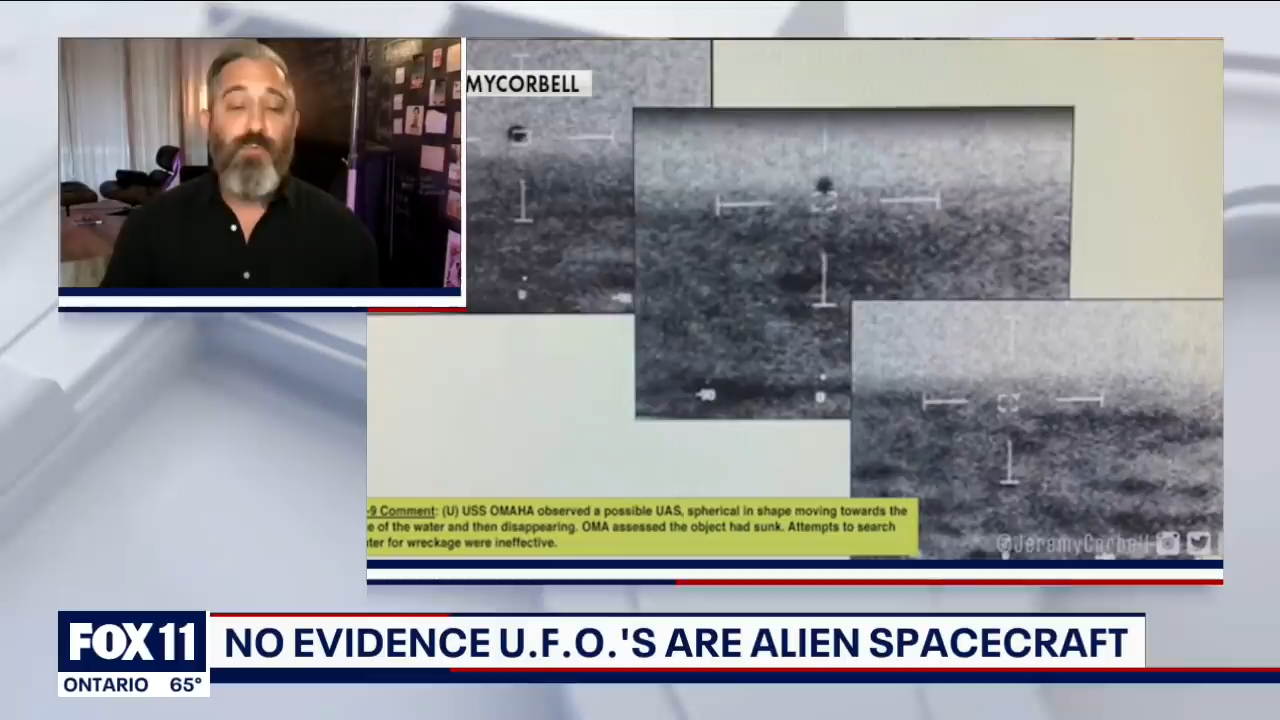 MYCORBELL
-9 Comment: (U) USS OMAHA observed a possible UAS, spherical in shape moving towards the
e of the water and then disappearing. OMA assessed the object had sunk. Attempts to search
ter for wreckage were ineffective.
@JeremyCorbell
FOX 11
NO EVIDENCE U.F.O.'S ARE ALIEN SPACECRAFT
ONTARIO 65°